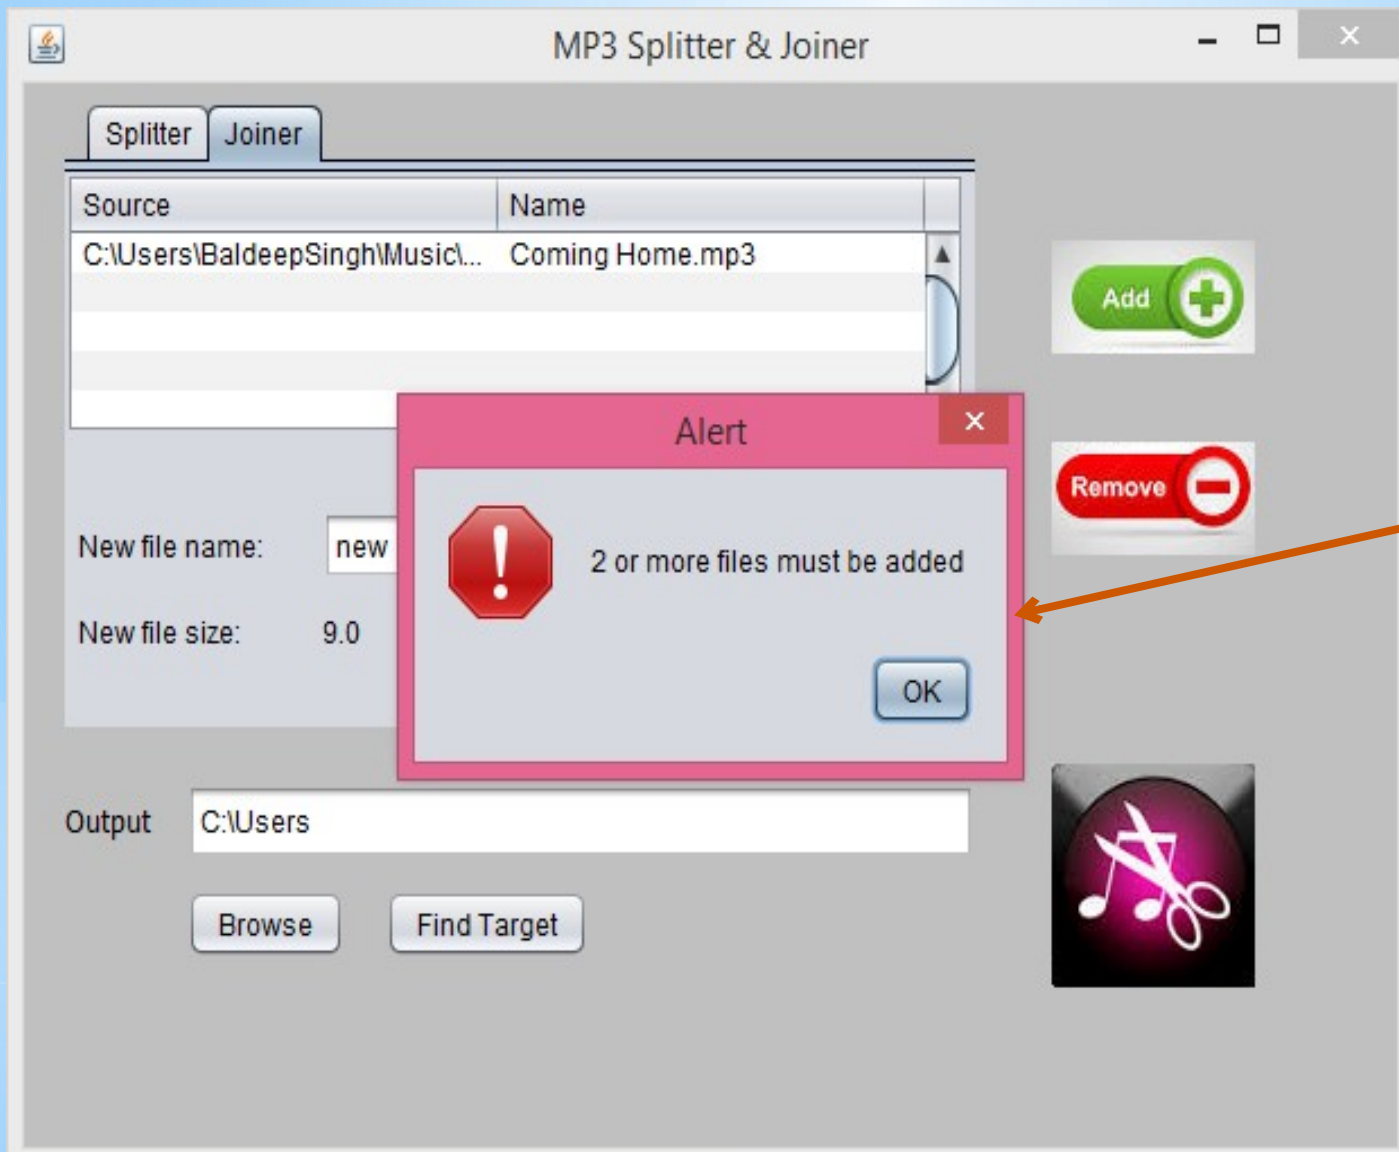 MP3 Splitter & Joiner
Splitter Joiner
Source Name
C:\Users\BaldeepSingh\Music\... Coming Home.mp3
Add
Alert
Remove
New file name: new
2 or more files must be added
New file size: 9.0
OK
Output C:\Users
Browse Find Target